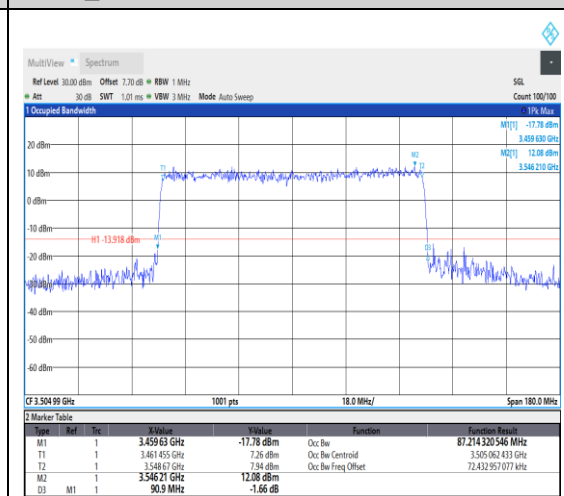 MultiView Spectrum
Ref Level 30.00 dBm Offset 7.70 dB RBW 1 MHz SGL
Att 30 dB SWT 1.01 ms VBW 3 MHz Mode Auto Sweep Count 100/100
1 Occupied Bandwidth 1Pk Max
M1[1] -17.78 dBm
3.459 630 GHz
M2[1] 12.08 dBm
3.546 210 GHz
20 dBm
M2
T1
T2
10 dBm
0 dBm
-10 dBm
H1 -13.918 dBm
M1
D3
-20 dBm
-30 dBm
-40 dBm
-50 dBm
-60 dBm
CF 3.504 99 GHz 1001 pts 18.0 MHz/ Span 180.0 MHz
2 Marker Table
Type Ref Trc X-Value Y-Value Function Function Result
M1 1 3.459 63 GHz -17.78 dBm Occ Bw 87.214 320 546 MHz
T1 1 3.461 455 GHz 7.26 dBm Occ Bw Centroid 3.505 062 433 GHz
T2 1 3.548 67 GHz 7.94 dBm Occ Bw Freq Offset 72.432 957 077 kHz
M2 1 3.546 21 GHz 12.08 dBm
D3 M1 1 90.9 MHz -1.66 dB